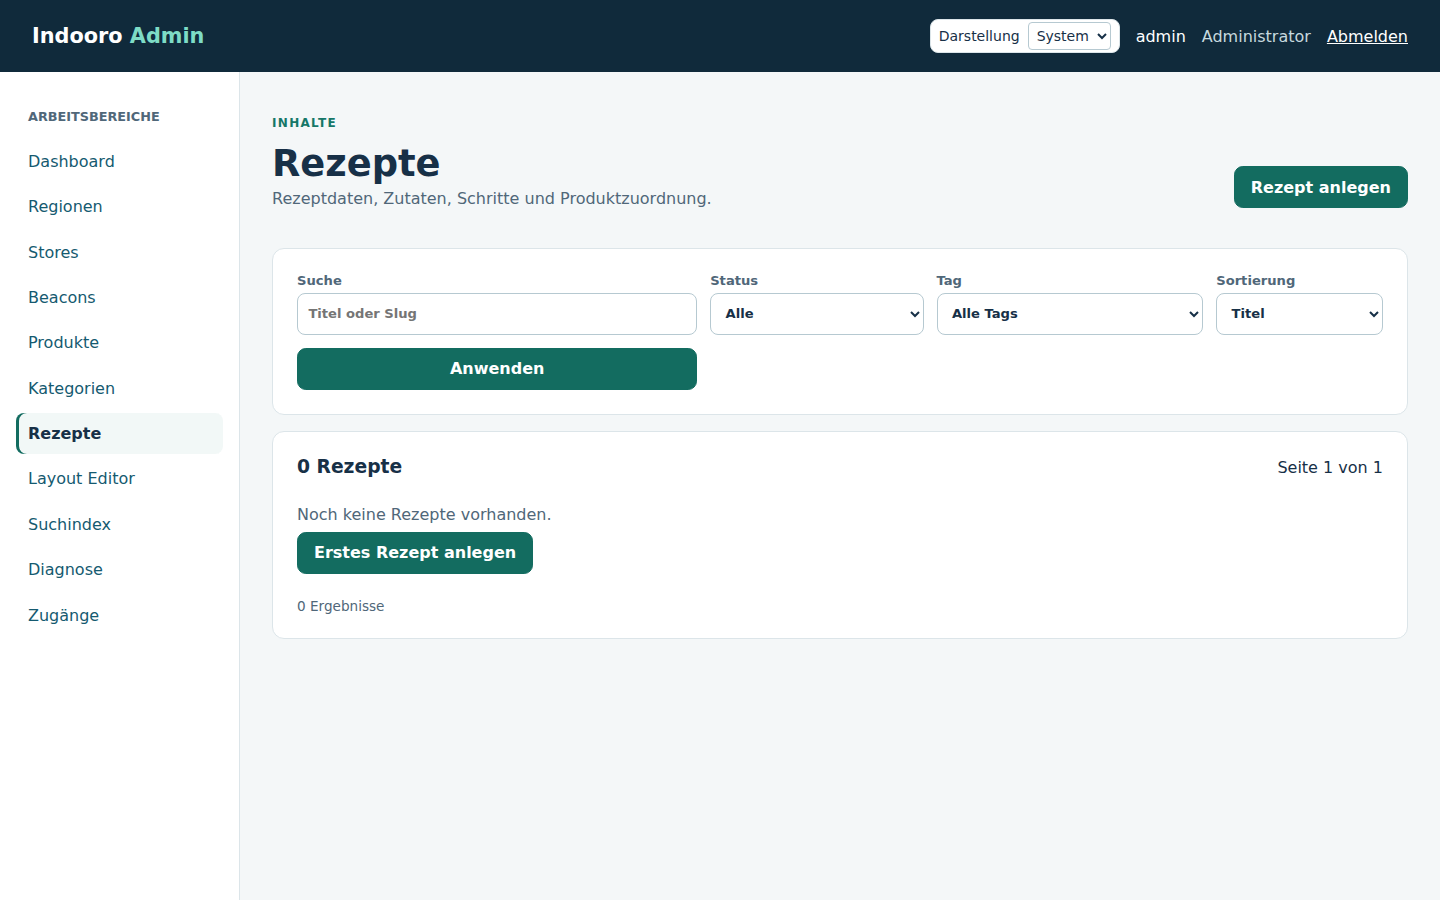 Indooro Admin
Darstellung System admin Administrator Abmelden
ARBEITSBEREICHE
Dashboard
Regionen
Stores
Beacons
Produkte
Kategorien
Rezepte
Layout Editor
Suchindex
Diagnose
Zugänge
INHALTE
Rezepte
Rezeptdaten, Zutaten, Schritte und Produktzuordnung.
Rezept anlegen
Suche Status Tag Sortierung
Titel oder Slug Alle Alle Tags Titel
Anwenden
0 Rezepte Seite 1 von 1
Noch keine Rezepte vorhanden.
Erstes Rezept anlegen
0 Ergebnisse